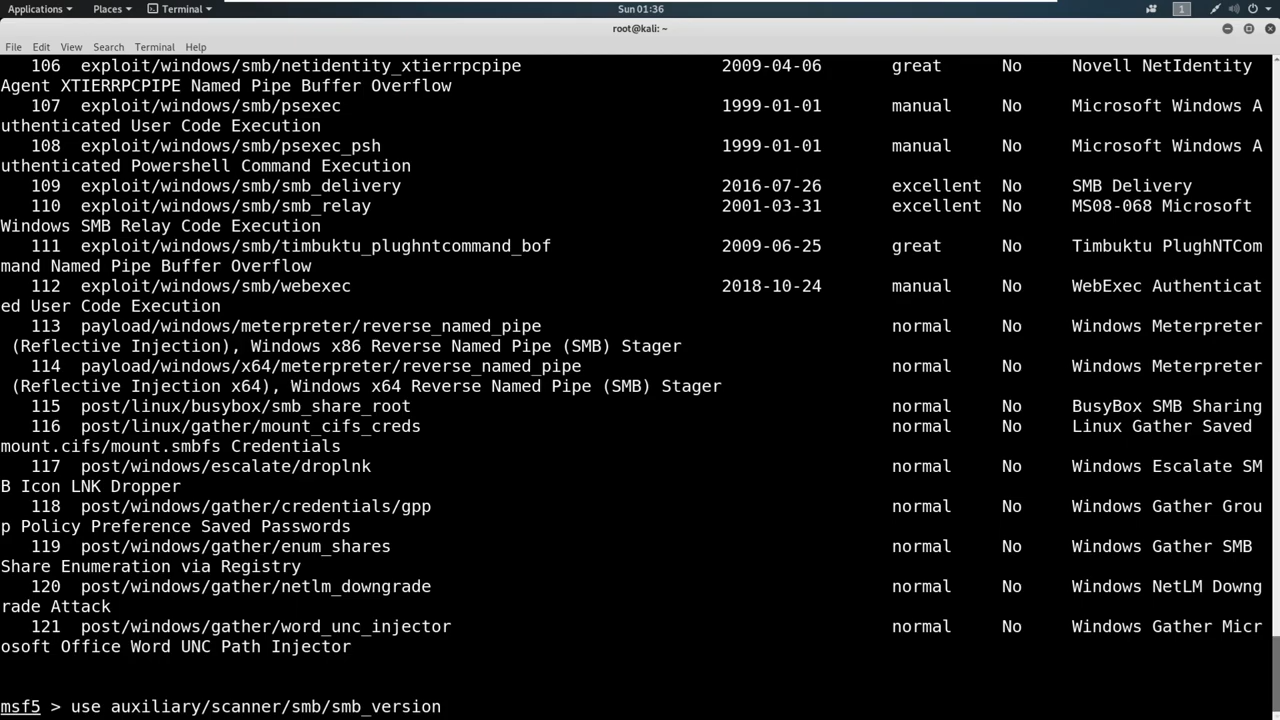 Applications Places Terminal Sun 01:36 1
root@kali: ~
File Edit View Search Terminal Help
106 exploit/windows/smb/netidentity_xtierrpcpipe 2009-04-06 great No Novell NetIdentity
Agent XTIERRPCPIPE Named Pipe Buffer Overflow
107 exploit/windows/smb/psexec 1999-01-01 manual No Microsoft Windows A
uthenticated User Code Execution
108 exploit/windows/smb/psexec_psh 1999-01-01 manual No Microsoft Windows A
uthenticated Powershell Command Execution
109 exploit/windows/smb/smb_delivery 2016-07-26 excellent No SMB Delivery
110 exploit/windows/smb/smb_relay 2001-03-31 excellent No MS08-068 Microsoft
Windows SMB Relay Code Execution
111 exploit/windows/smb/timbuktu_plughntcommand_bof 2009-06-25 great No Timbuktu PlughNTCom
mand Named Pipe Buffer Overflow
112 exploit/windows/smb/webexec 2018-10-24 manual No WebExec Authenticat
ed User Code Execution
113 payload/windows/meterpreter/reverse_named_pipe normal No Windows Meterpreter
(Reflective Injection), Windows x86 Reverse Named Pipe (SMB) Stager
114 payload/windows/x64/meterpreter/reverse_named_pipe normal No Windows Meterpreter
(Reflective Injection x64), Windows x64 Reverse Named Pipe (SMB) Stager
115 post/linux/busybox/smb_share_root normal No BusyBox SMB Sharing
116 post/linux/gather/mount_cifs_creds normal No Linux Gather Saved
mount.cifs/mount.smbfs Credentials
117 post/windows/escalate/droplnk normal No Windows Escalate SM
B Icon LNK Dropper
118 post/windows/gather/credentials/gpp normal No Windows Gather Grou
p Policy Preference Saved Passwords
119 post/windows/gather/enum_shares normal No Windows Gather SMB
Share Enumeration via Registry
120 post/windows/gather/netlm_downgrade normal No Windows NetLM Downg
rade Attack
121 post/windows/gather/word_unc_injector normal No Windows Gather Micr
osoft Office Word UNC Path Injector
msf5 > use auxiliary/scanner/smb/smb_version